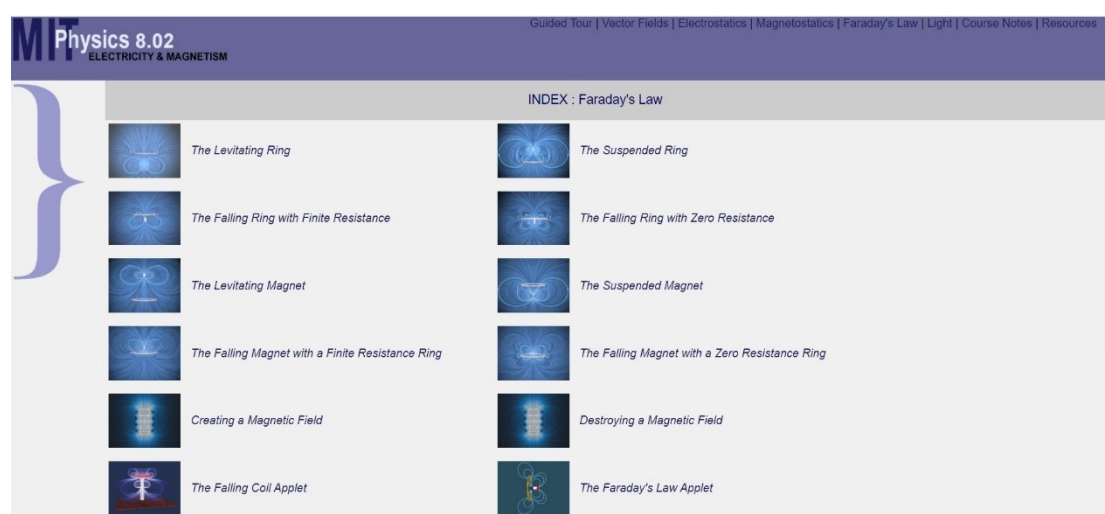 Guided Tour | Vector Fields | Electrostatics | Magnetostatics | Faraday's Law | Light | Course Notes | Resources
MIT Physics 8.02
ELECTRICITY & MAGNETISM
INDEX : Faraday's Law
The Levitating Ring
The Suspended Ring
The Falling Ring with Finite Resistance
The Falling Ring with Zero Resistance
The Levitating Magnet
The Suspended Magnet
The Falling Magnet with a Finite Resistance Ring
The Falling Magnet with a Zero Resistance Ring
Creating a Magnetic Field
Destroying a Magnetic Field
The Falling Coil Applet
The Faraday's Law Applet